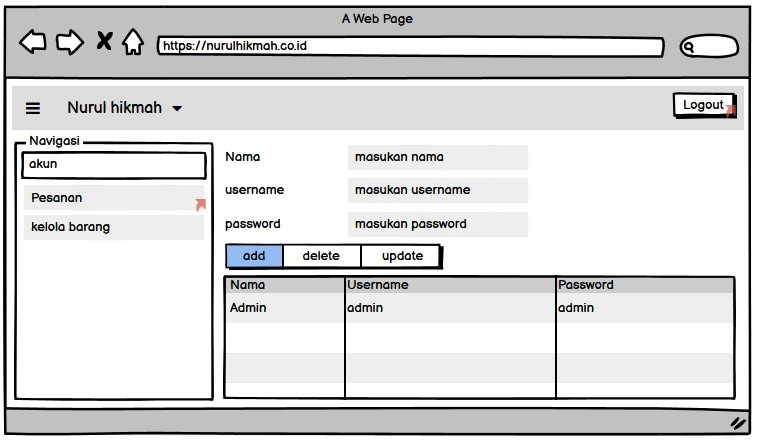 A Web Page
https://nurulhikmah.co.id
Nurul hikmah
Logout
Navigasi
akun
Pesanan
kelola barang
Nama masukan nama
username masukan username
password masukan password
add delete update
Nama Username Password
Admin admin admin